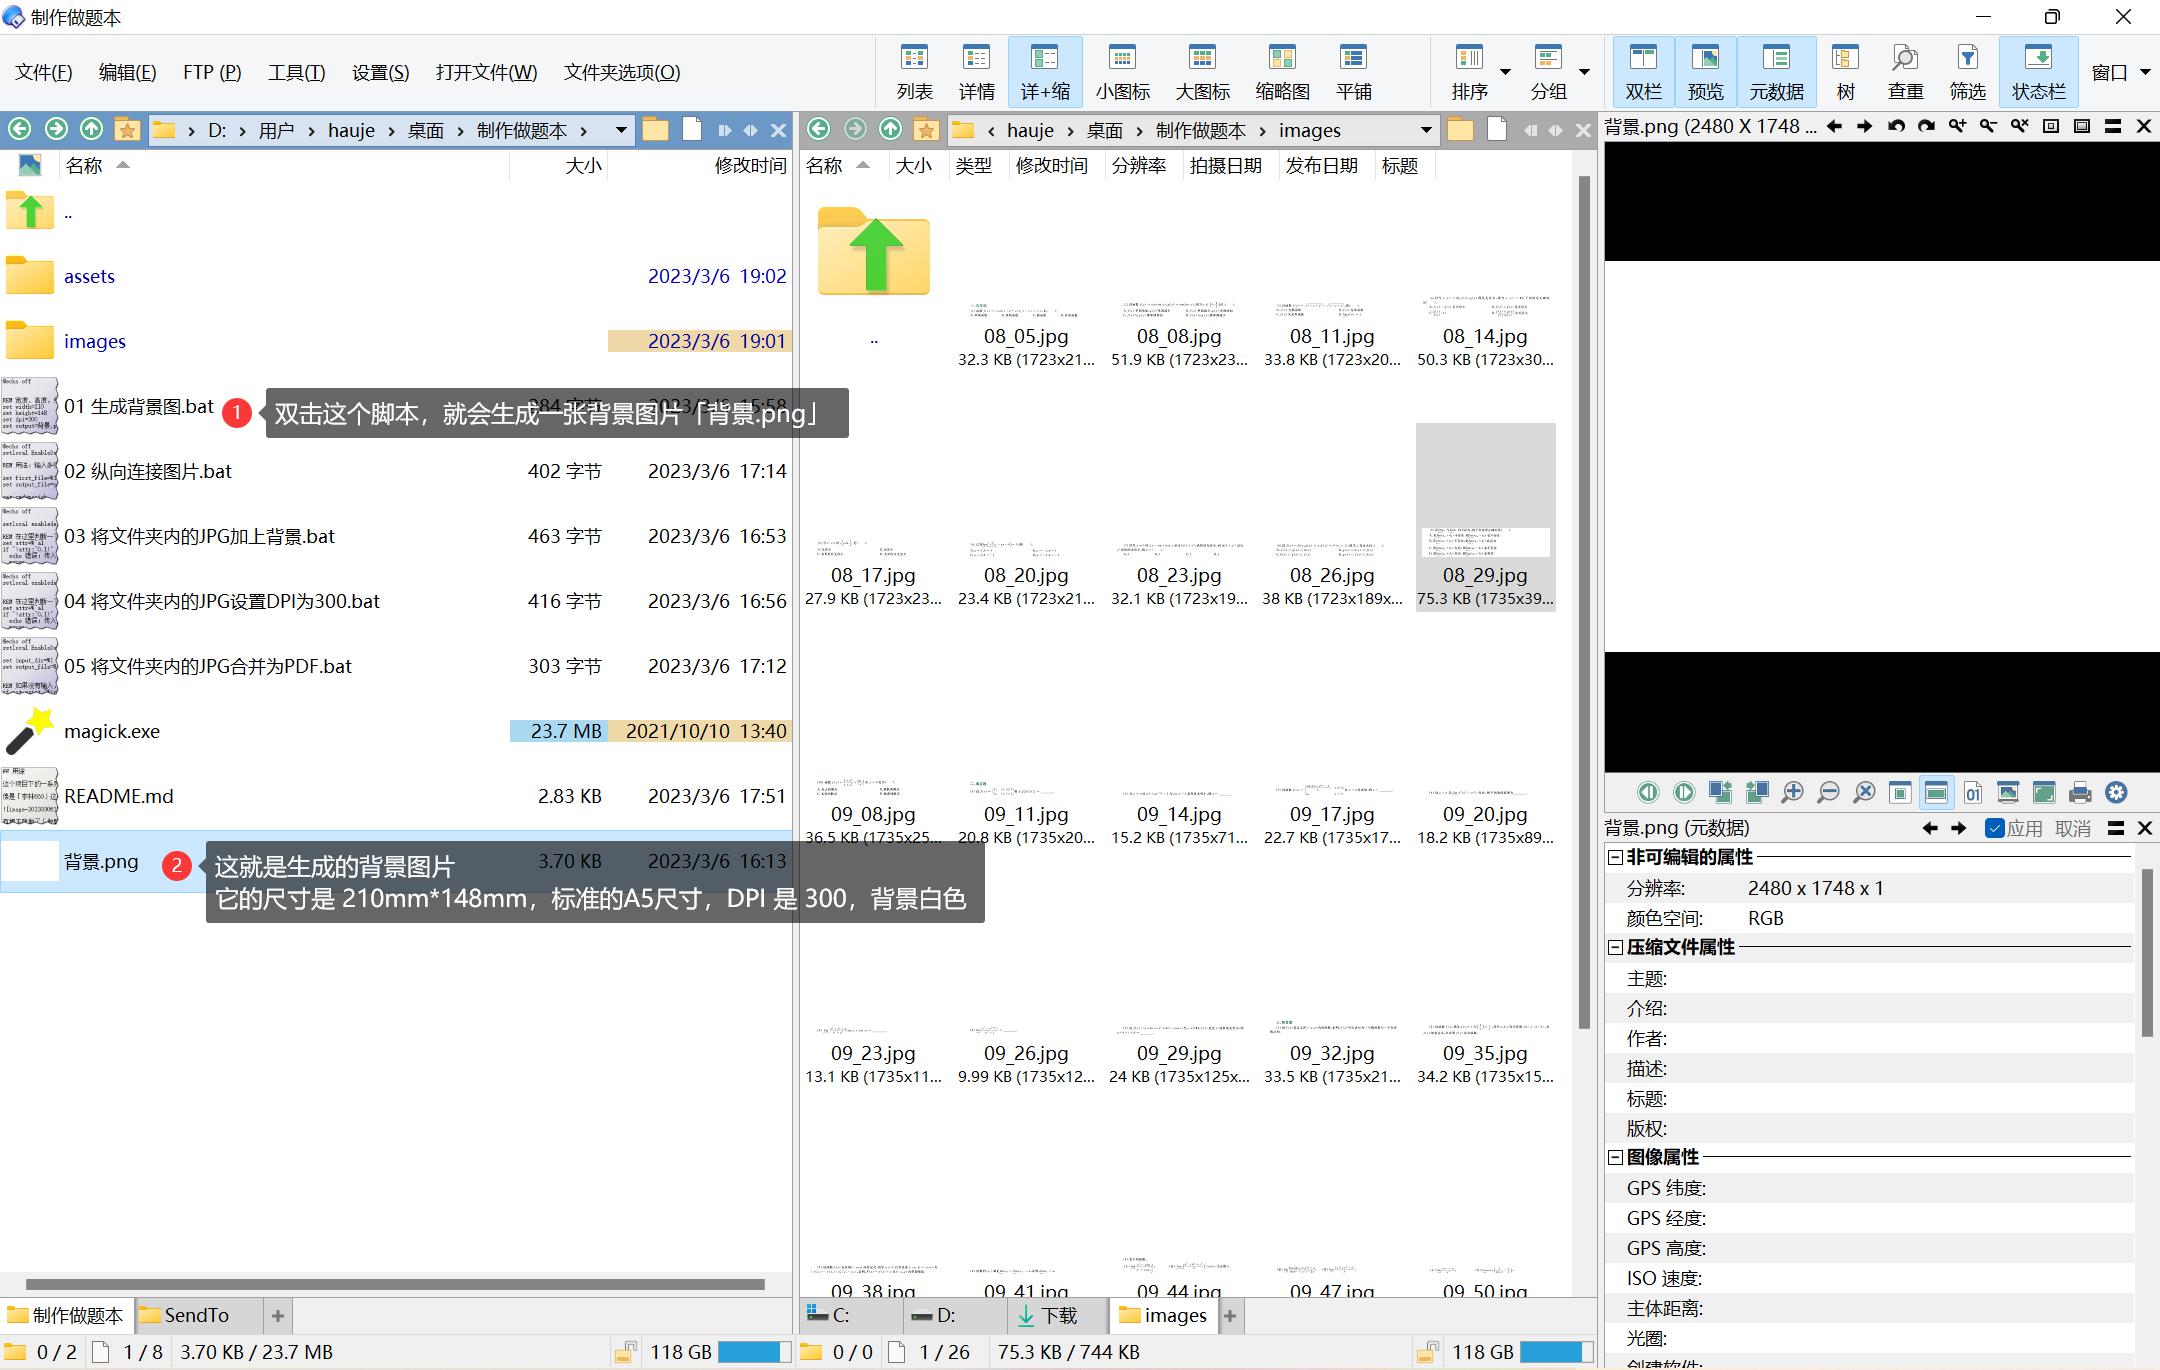 制作做题本
文件(F) 编辑(E) FTP (P) 工具(T) 设置(S) 打开文件(W) 文件夹选项(O)
列表 详情 详+缩 小图标 大图标 缩略图 平铺 排序 分组 双栏 预览 元数据 树 查重 筛选 状态栏 窗口
D: 用户 hauje 桌面 制作做题本
名称 大小 修改时间
..
assets 2023/3/6 19:02
images 2023/3/6 19:01
01 生成背景图.bat 284 字节 15:58
1 双击这个脚本，就会生成一张背景图片「背景.png」
02 纵向连接图片.bat 402 字节 2023/3/6 17:14
03 将文件夹内的JPG加上背景.bat 463 字节 2023/3/6 16:53
04 将文件夹内的JPG设置DPI为300.bat 416 字节 2023/3/6 16:56
05 将文件夹内的JPG合并为PDF.bat 303 字节 2023/3/6 17:12
magick.exe 23.7 MB 2021/10/10 13:40
README.md 2.83 KB 2023/3/6 17:51
背景.png 3.70 KB 2023/3/6 16:13
2 这就是生成的背景图片
它的尺寸是 210mm*148mm，标准的A5尺寸，DPI 是 300，背景白色
制作做题本 SendTo
0 / 2 1 / 8 3.70 KB / 23.7 MB 118 GB
hauje 桌面 制作做题本 images
名称 大小 类型 修改时间 分辨率 拍摄日期 发布日期 标题
.. 08_05.jpg 08_08.jpg 08_11.jpg 08_14.jpg
32.3 KB (1723x21... 51.9 KB (1723x23... 33.8 KB (1723x20... 50.3 KB (1723x30...
08_17.jpg 08_20.jpg 08_23.jpg 08_26.jpg 08_29.jpg
27.9 KB (1723x23... 23.4 KB (1723x21... 32.1 KB (1723x19... 38 KB (1723x189x... 75.3 KB (1735x39...
09_08.jpg 09_11.jpg 09_14.jpg 09_17.jpg 09_20.jpg
36.5 KB (1735x25... 20.8 KB (1735x20... 15.2 KB (1735x71... 22.7 KB (1735x17... 18.2 KB (1735x89...
09_23.jpg 09_26.jpg 09_29.jpg 09_32.jpg 09_35.jpg
13.1 KB (1735x11... 9.99 KB (1735x12... 24 KB (1735x125x... 33.5 KB (1735x21... 34.2 KB (1735x15...
09_38.jpg 09_41.jpg 09_44.jpg 09_47.jpg 09_50.jpg
C: D: 下载 images
0 / 0 1 / 26 75.3 KB / 744 KB 118 GB
背景.png (2480 X 1748 ...
背景.png (元数据) 应用 取消
非可编辑的属性
分辨率: 2480 x 1748 x 1
颜色空间: RGB
压缩文件属性
主题:
介绍:
作者:
描述:
标题:
版权:
图像属性
GPS 纬度:
GPS 经度:
GPS 高度:
ISO 速度:
主体距离:
光圈:
创建软件: